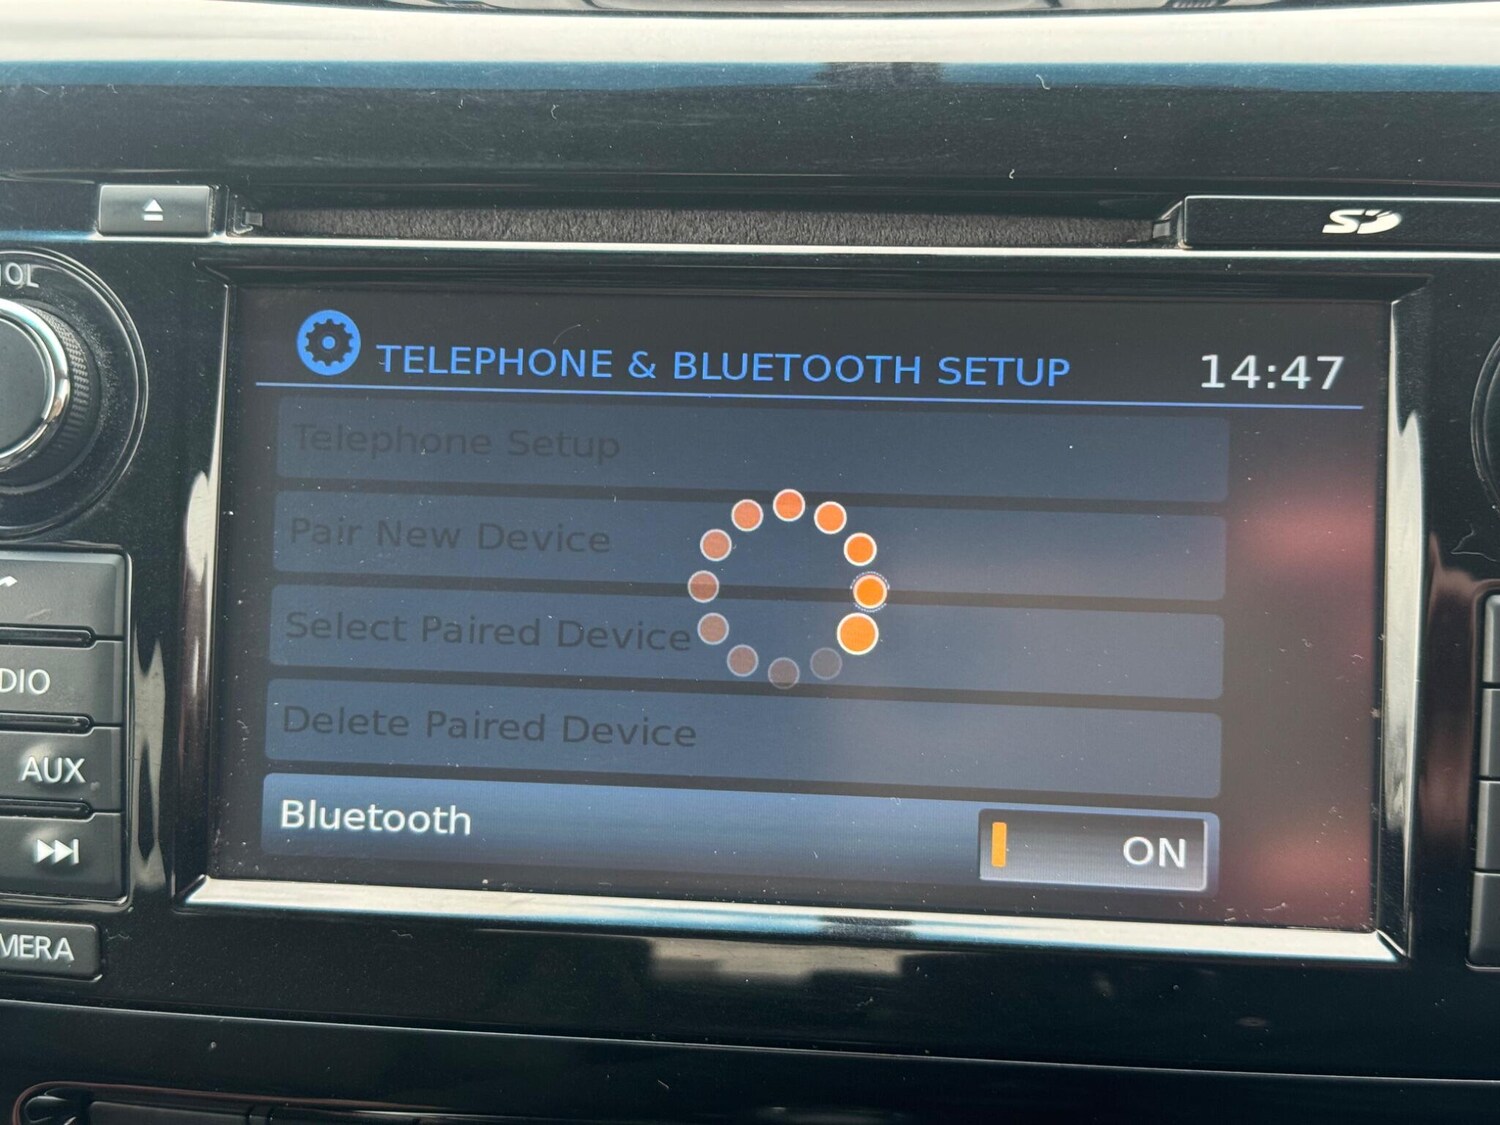 SD
TELEPHONE & BLUETOOTH SETUP 14:47
Telephone Setup
Pair New Device
Select Paired Device
Delete Paired Device
Bluetooth ON
AUX